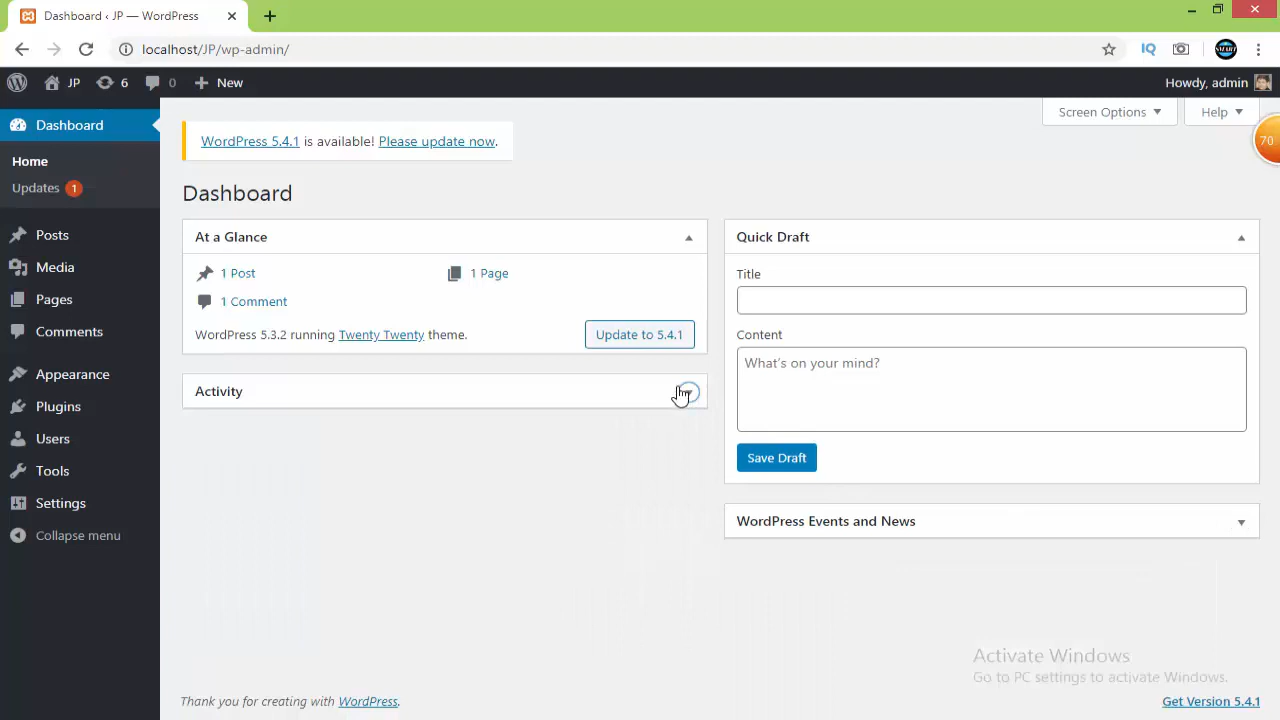 Dashboard ‹ JP — WordPress
localhost/JP/wp-admin/
IQ
JP 6 0 New
Howdy, admin
Dashboard
Screen Options
Help
WordPress 5.4.1 is available! Please update now.
70
Home
Updates 1
Dashboard
Posts
Media
Pages
Comments
Appearance
Plugins
Users
Tools
Settings
Collapse menu
At a Glance
1 Post
1 Page
1 Comment
WordPress 5.3.2 running Twenty Twenty theme.
Update to 5.4.1
Activity
Quick Draft
Title
Content
What's on your mind?
Save Draft
WordPress Events and News
Activate Windows
Go to PC settings to activate Windows.
Thank you for creating with WordPress.
Get Version 5.4.1